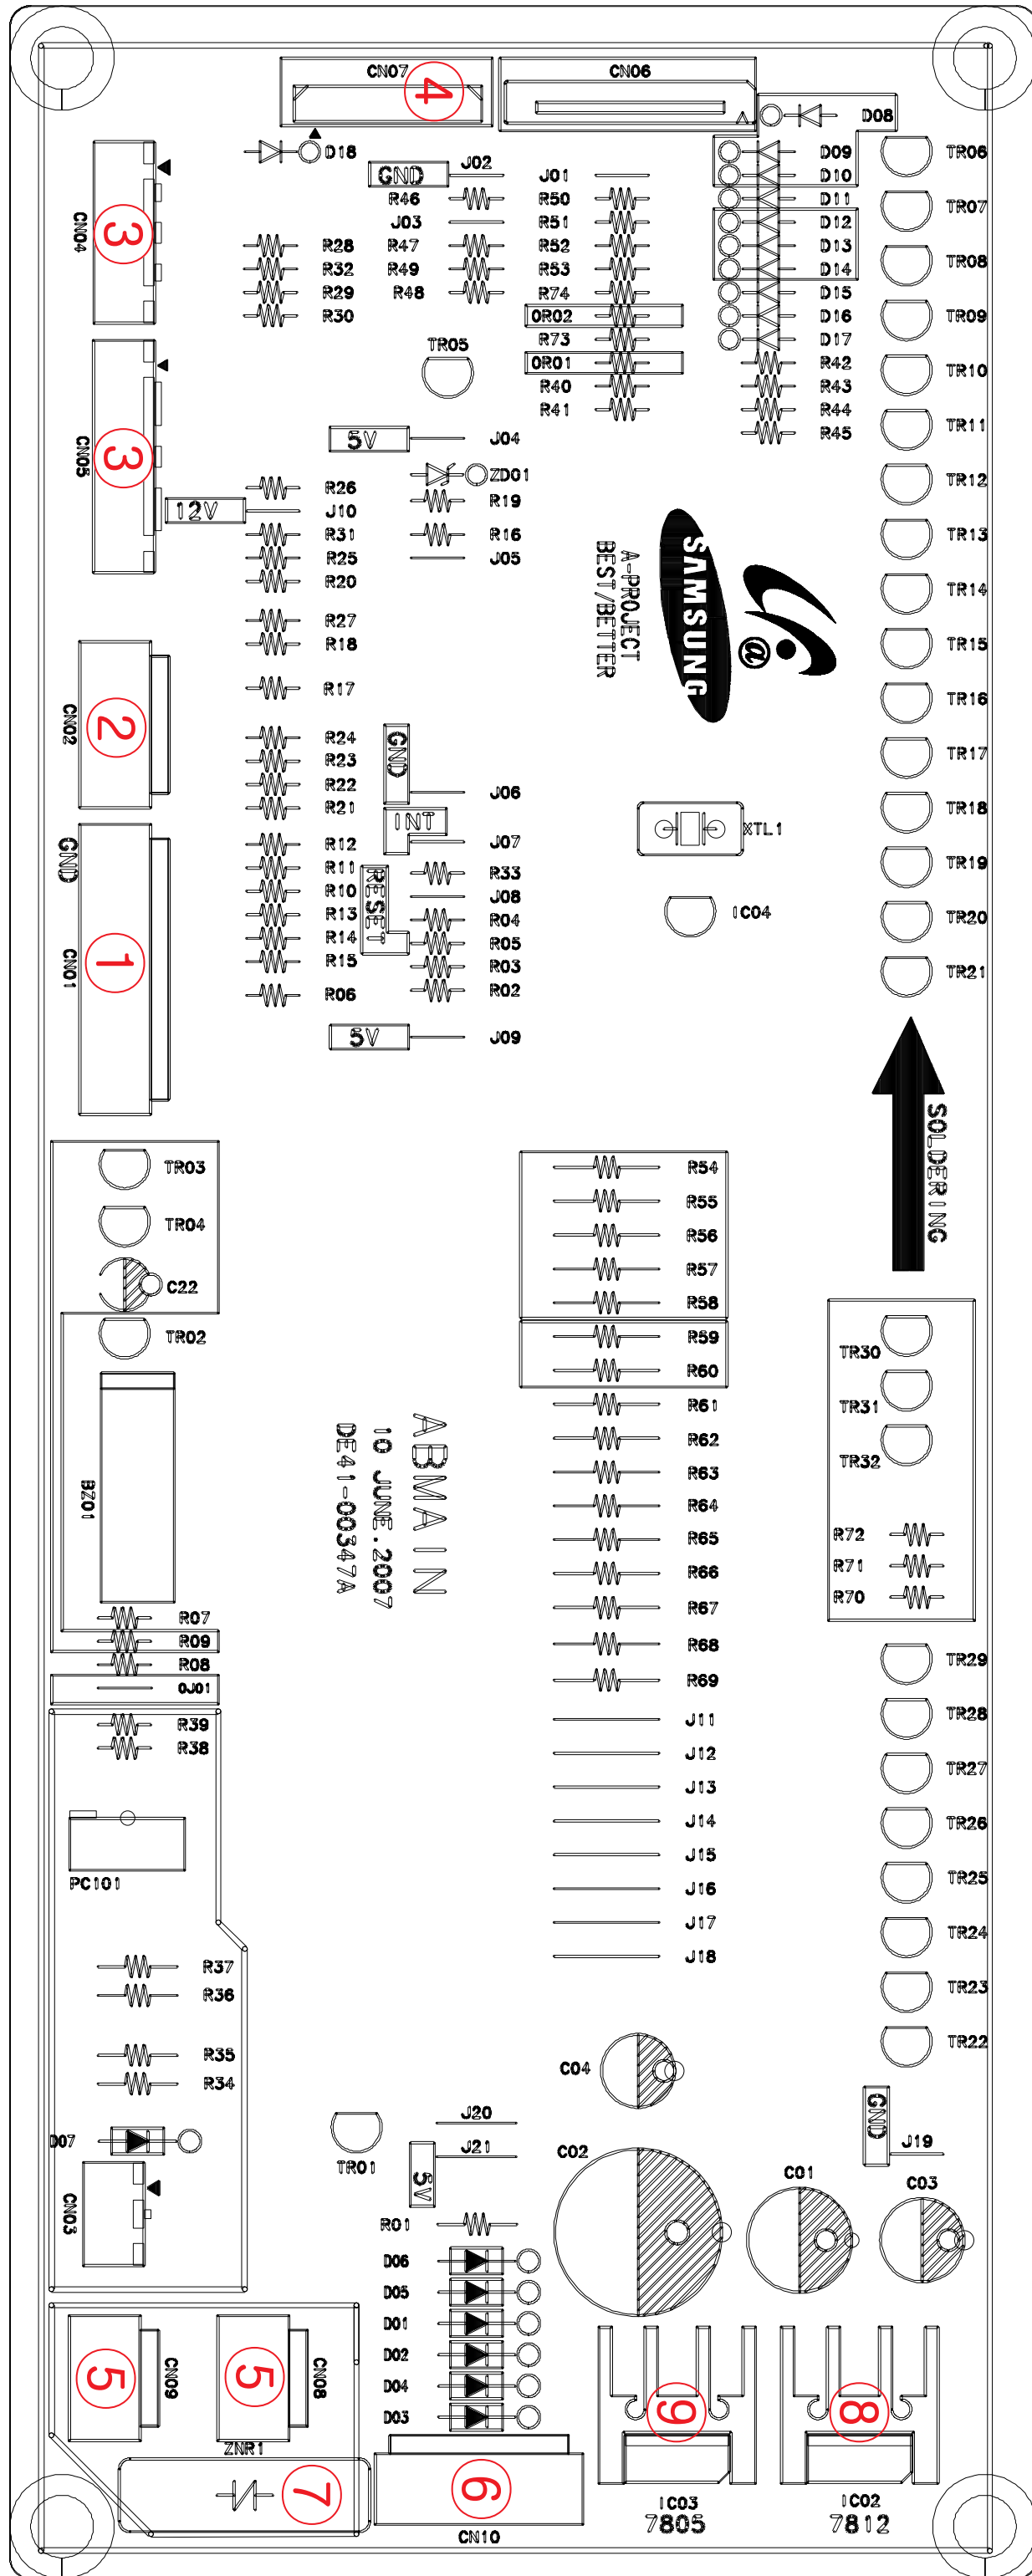 CN07
4
CN06
D08
D18
J02
GND
J01
D09
TR06
D10
R46
R50
D11
J03
R51
D12
TR07
CN04
3
R28
R47
R52
D13
R32
R49
R53
D14
TR08
R29
R48
R74
D15
R30
OR02
D16
TR09
TR05
R73
D17
OR01
R42
TR10
R40
R43
R41
R44
CN05
3
5V
J04
R45
TR11
ZD01
R26
R19
TR12
12V
J10
R31
R16
TR13
R25
J05
R20
TR14
A-PROJECT
BEST/BETTER
SAMSUNG
@
R27
R18
TR15
R17
TR16
CN02
2
R24
GND
R23
TR17
R22
J06
R21
INT
TR18
XTL1
GND
R12
J07
R11
RESET
R33
TR19
R10
J08
R13
R04
IC04
TR20
R14
R05
CN01
1
R15
R03
TR21
R06
R02
5V
J09
SOLDERING
TR03
R54
R55
TR04
R56
R57
C22
R58
TR02
R59
TR30
R60
R61
TR31
R62
TR32
R63
BZ01
ABMAIN
10 JUNE.2007
DE41-00347A
R64
R65
R72
R66
R71
R67
R70
R07
R09
R68
R08
TR29
OJ01
R69
R39
J11
TR28
R38
J12
J13
TR27
J14
TR26
J15
PC101
J16
TR25
J17
TR24
J18
R37
R36
TR23
R35
TR22
R34
C04
GND
J20
D07
J19
TR01
J21
5V
C02
C01
C03
CN03
R01
D06
D05
D01
D02
D04
D03
5
CN09
5
CN08
9
8
ZNR1
7
6
CN10
IC03
7805
IC02
7812